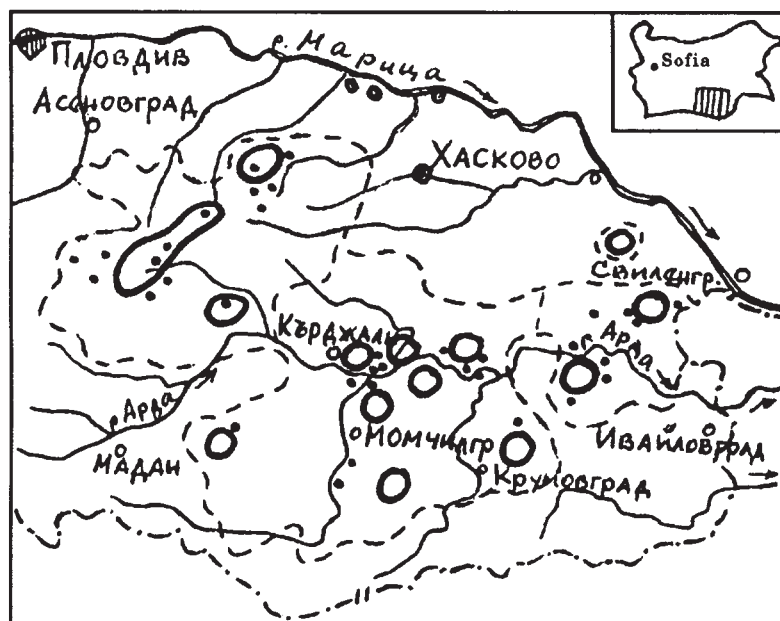 ПЛОВДИВ
р. Марица
Sofia
Асеновград
ХАСКОВО
Свиленгр.
КЪРДЖАЛИ
р. Арда
р. Арда
МАДАН
МОМЧИЛГР
ИВАЙЛОВГРАД
КРУМОВГРАД